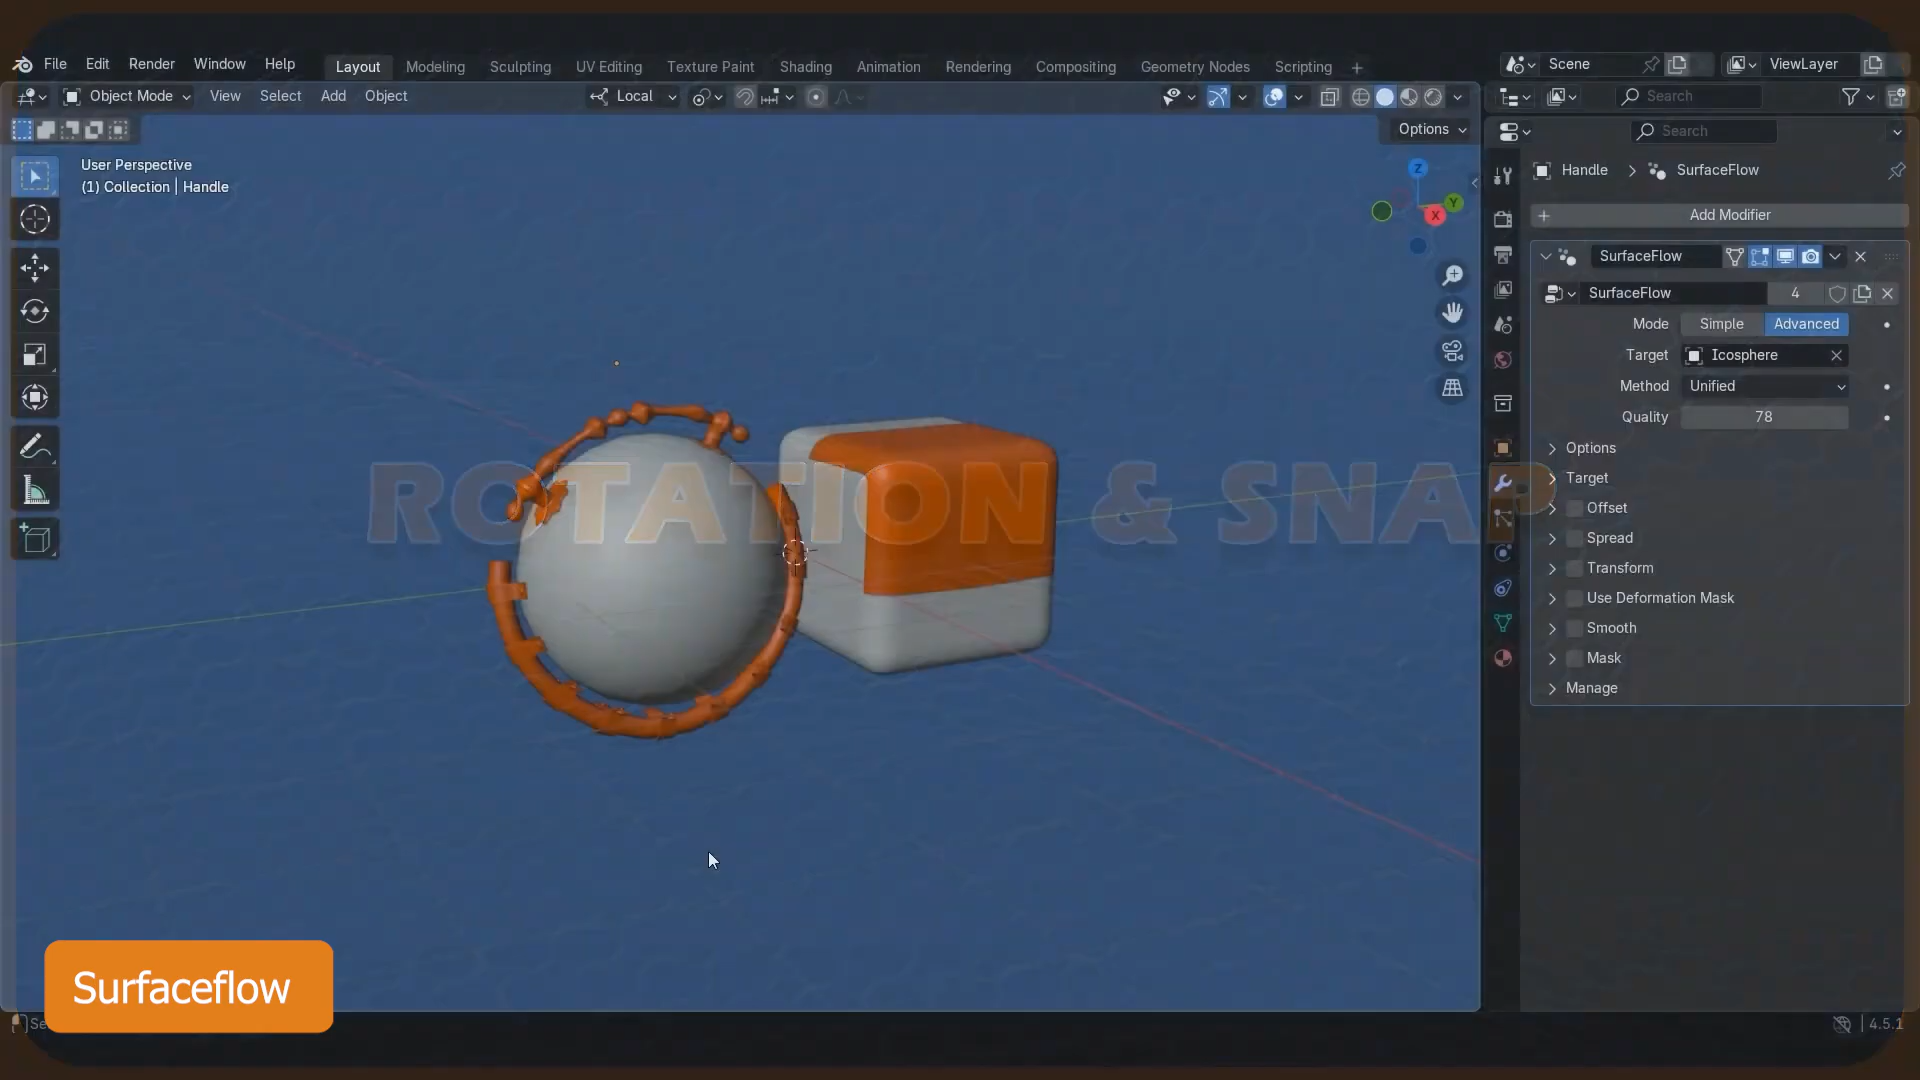 File Edit Render Window Help Layout Modeling Sculpting UV Editing Texture Paint Shading Animation Rendering Compositing Geometry Nodes Scripting + Scene ViewLayer
Object Mode View Select Add Object Local Search
Options Search
User Perspective
(1) Collection | Handle
Handle > SurfaceFlow
Add Modifier
SurfaceFlow
SurfaceFlow 4
Mode Simple Advanced
Target Icosphere
Method Unified
Quality 78
Options
Target
Offset
Spread
Transform
Use Deformation Mask
Smooth
Mask
Manage
Z
Y
X
ROTATION & SNAP
Surfaceflow
4.5.1